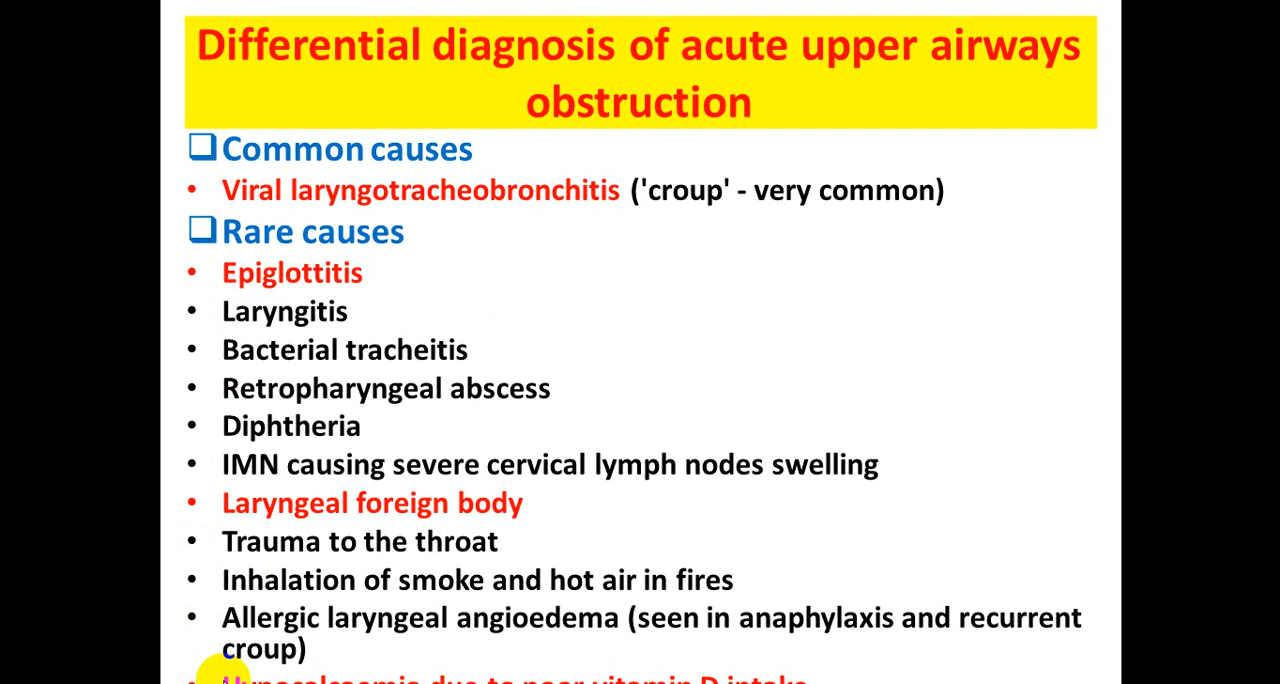 Differential diagnosis of acute upper airways
obstruction
❑Common causes
• Viral laryngotracheobronchitis ('croup' - very common)
❑Rare causes
• Epiglottitis
• Laryngitis
• Bacterial tracheitis
• Retropharyngeal abscess
• Diphtheria
• IMN causing severe cervical lymph nodes swelling
• Laryngeal foreign body
• Trauma to the throat
• Inhalation of smoke and hot air in fires
• Allergic laryngeal angioedema (seen in anaphylaxis and recurrent
croup)
• Hypocalcaemia due to poor vitamin D intake